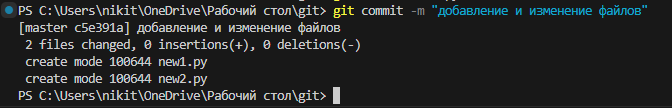 PS C:\Users\nikit\OneDrive\Рабочий стол\git> git commit -m "добавление и изменение файлов"
[master c5e391a] добавление и изменение файлов
 2 files changed, 0 insertions(+), 0 deletions(-)
 create mode 100644 new1.py
 create mode 100644 new2.py
PS C:\Users\nikit\OneDrive\Рабочий стол\git>